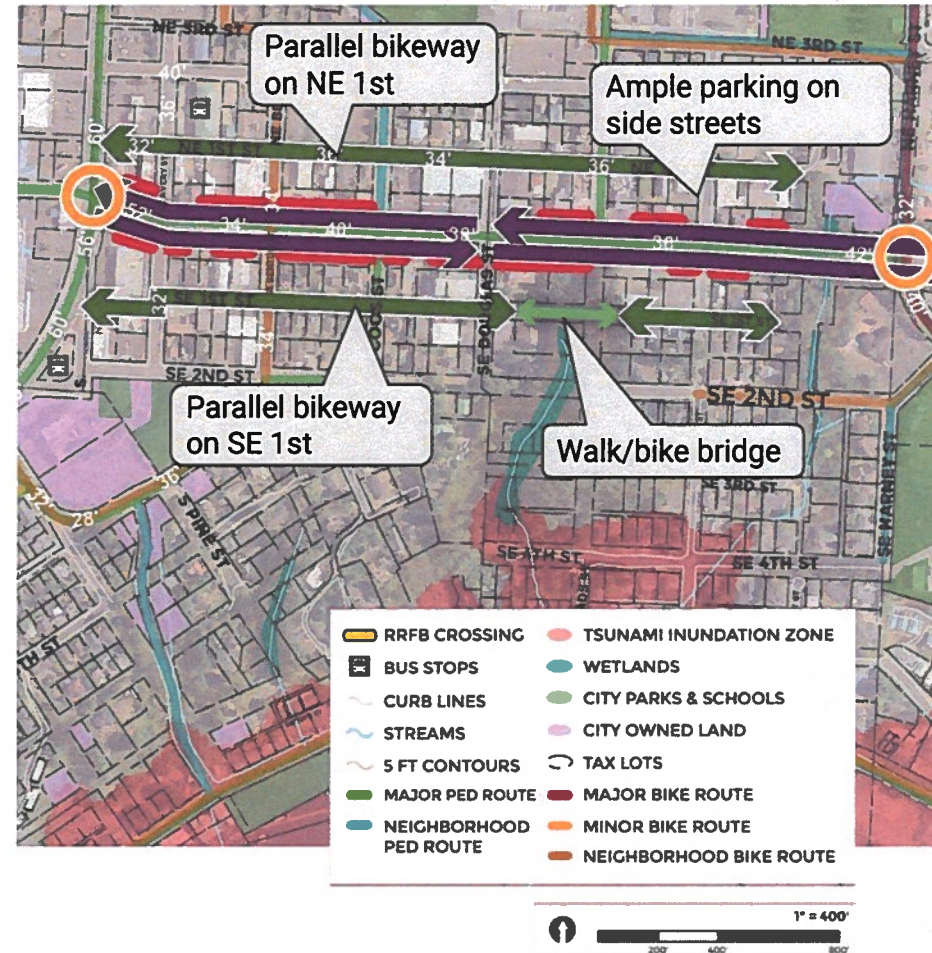 NE 3RD ST
Parallel bikeway
on NE 1st
NE 3RD ST
40'
36'
Ample parking on
side streets
60'
32'
NE 1ST ST
34'
36'
52'
34'
34'
40'
38'
38'
42'
32'
56'
40'
SE DOUGLAS ST
60'
32'
SE 1ST ST
44'
SE 2ND ST
SE 2ND ST
Parallel bikeway
on SE 1st
Walk/bike bridge
36'
32'
28'
S PINE ST
SE 3RD ST
SE HARNEY ST
SE 4TH ST
SE 4TH ST
TH ST
RRFB CROSSING
BUS STOPS
CURB LINES
STREAMS
5 FT CONTOURS
MAJOR PED ROUTE
NEIGHBORHOOD
PED ROUTE
TSUNAMI INUNDATION ZONE
WETLANDS
CITY PARKS & SCHOOLS
CITY OWNED LAND
TAX LOTS
MAJOR BIKE ROUTE
MINOR BIKE ROUTE
NEIGHBORHOOD BIKE ROUTE
1" = 400'
200'
400'
800'